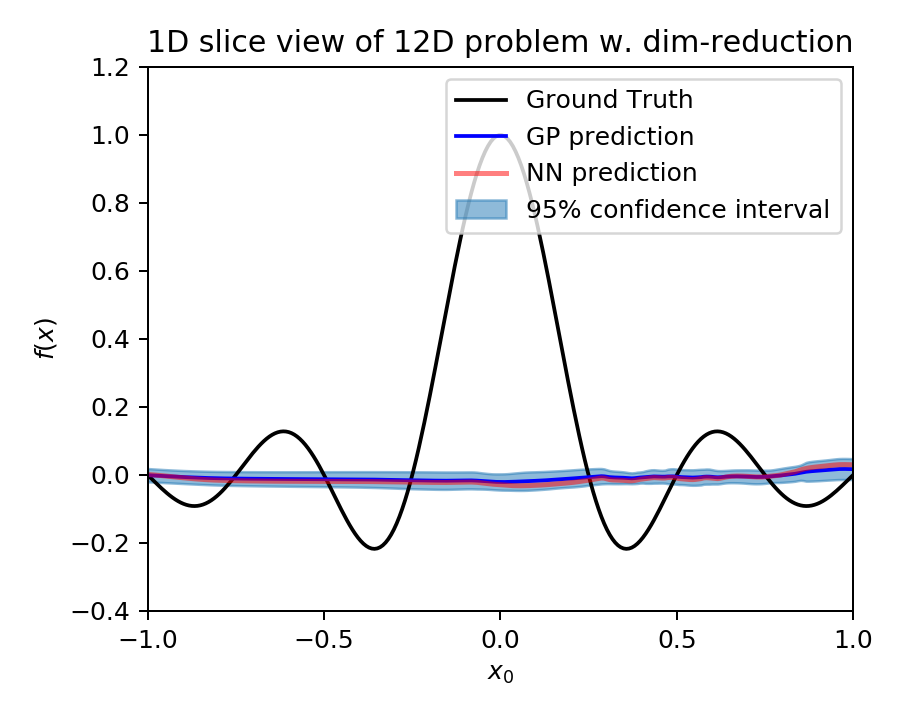 1D slice view of 12D problem w. dim-reduction
1.2
1.0
0.8
0.6
0.4
0.2
0.0
−0.2
−0.4
f(x)
Ground Truth
GP prediction
NN prediction
95% confidence interval
−1.0
−0.5
0.0
0.5
1.0
x₀